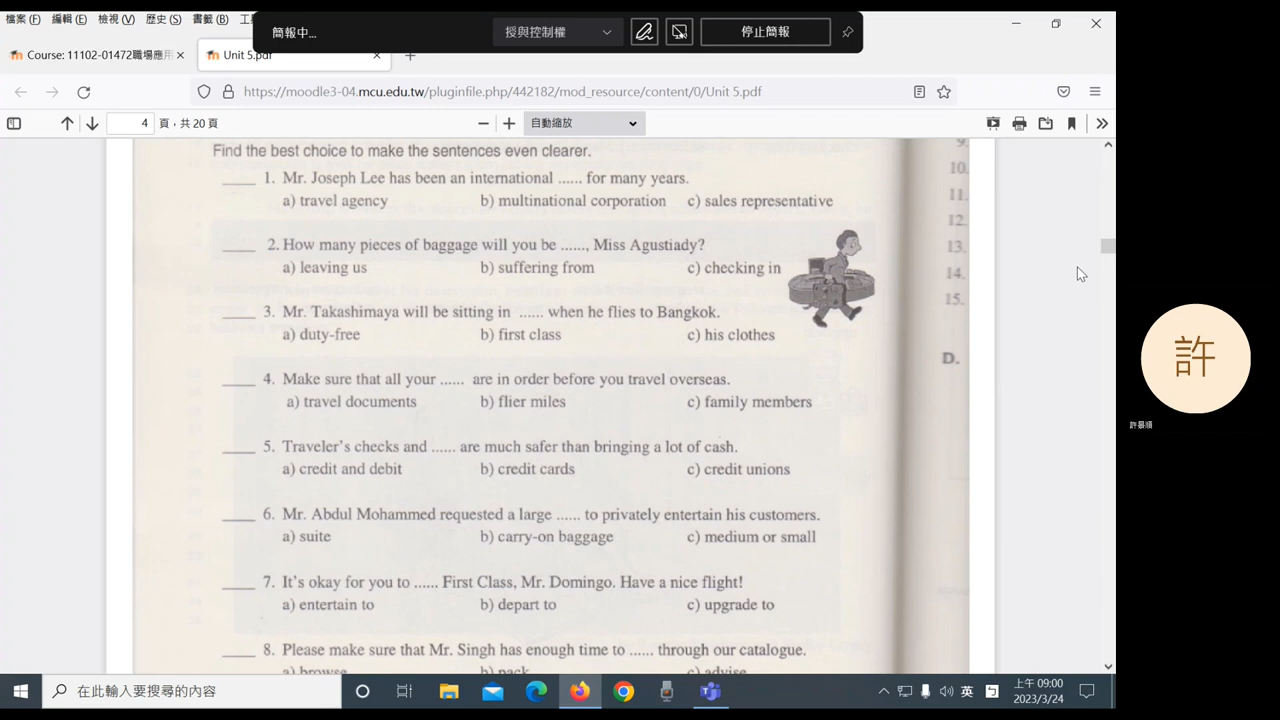 檔案 (F) 編輯 (E) 檢視 (V) 歷史 (S) 書籤 (B)
簡報中... 授與控制權 停止簡報
Course: 11102-01472職場應用 Unit 5.pdf
https://moodle3-04.mcu.edu.tw/pluginfile.php/442182/mod_resource/content/0/Unit 5.pdf
4 頁，共 20 頁 自動縮放
Find the best choice to make the sentences even clearer.
____ 1. Mr. Joseph Lee has been an international ...... for many years.
a) travel agency b) multinational corporation c) sales representative
____ 2. How many pieces of baggage will you be ......, Miss Agustiady?
a) leaving us b) suffering from c) checking in
____ 3. Mr. Takashimaya will be sitting in ...... when he flies to Bangkok.
a) duty-free b) first class c) his clothes
____ 4. Make sure that all your ...... are in order before you travel overseas.
a) travel documents b) flier miles c) family members
____ 5. Traveler's checks and ...... are much safer than bringing a lot of cash.
a) credit and debit b) credit cards c) credit unions
____ 6. Mr. Abdul Mohammed requested a large ...... to privately entertain his customers.
a) suite b) carry-on baggage c) medium or small
____ 7. It's okay for you to ...... First Class, Mr. Domingo. Have a nice flight!
a) entertain to b) depart to c) upgrade to
____ 8. Please make sure that Mr. Singh has enough time to ...... through our catalogue.
a) browse b) pack c) advise
9.
10.
11.
12.
13.
14.
15.
D.
許
許景順
在此輸入要搜尋的內容
英
上午 09:00
2023/3/24